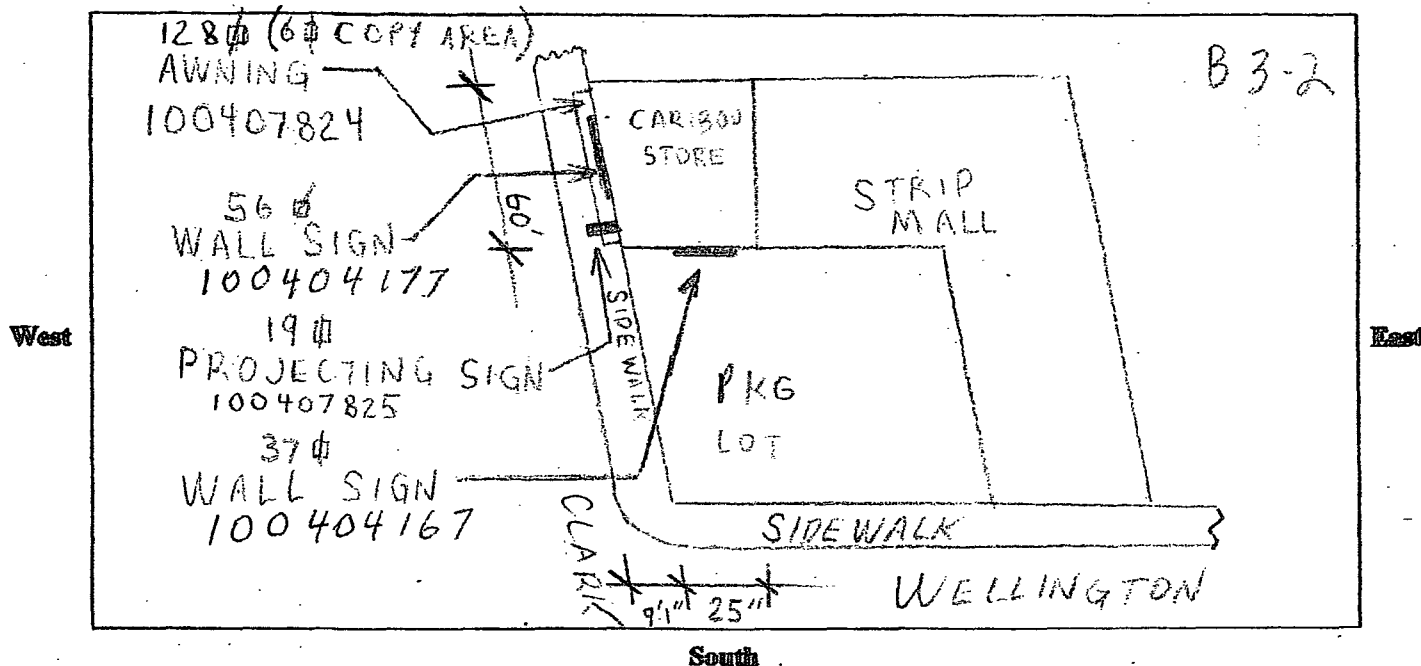 128⏀ (6⏀ COPY AREA)
AWNING
100407824
56 ⏀
WALL SIGN
100404177
19 ⏀
PROJECTING SIGN
100407825
37 ⏀
WALL SIGN
100404167
60'
CARIBOU
STORE
STRIP
MALL
B3-2
SIDEWALK
PKG
LOT
SIDEWALK
CLARK
9'1" 25"
WELLINGTON
West
East
South